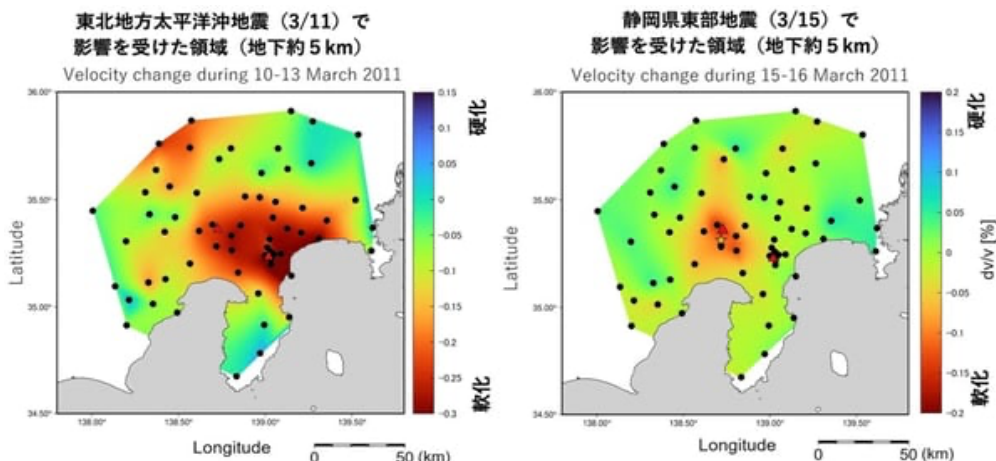 東北地方太平洋沖地震（3/11）で
影響を受けた領域（地下約５km）
Velocity change during 10-13 March 2011
36.00°
35.50°
35.00°
34.50°
Latitude
138.00°
138.50°
139.00°
139.50°
Longitude
0 50 (km)
0.15
0.1
0.05
0
−0.05
−0.1
−0.15
−0.2
−0.25
−0.3
硬化
軟化
静岡県東部地震（3/15）で
影響を受けた領域（地下約５km）
Velocity change during 15-16 March 2011
36.00°
35.50°
35.00°
34.50°
Latitude
138.00°
138.50°
139.00°
139.50°
Longitude
0 50 (km)
0.2
0.15
0.1
0.05
0
−0.05
−0.1
−0.15
−0.2
硬化
dv/v [%]
軟化